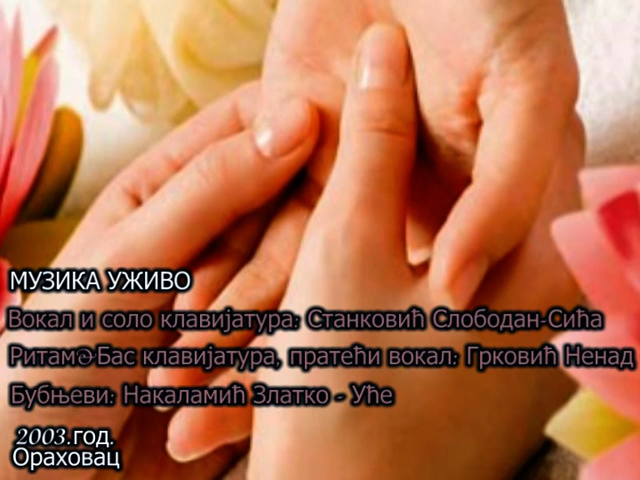 МУЗИКА УЖИВО
Вокал и соло клавијатура: Станковић Слободан-Сића
Ритам&Бас клавијатура, пратећи вокал: Грковић Ненад
Бубњеви: Накаламић Златко - Уће
2003.год.
Ораховац